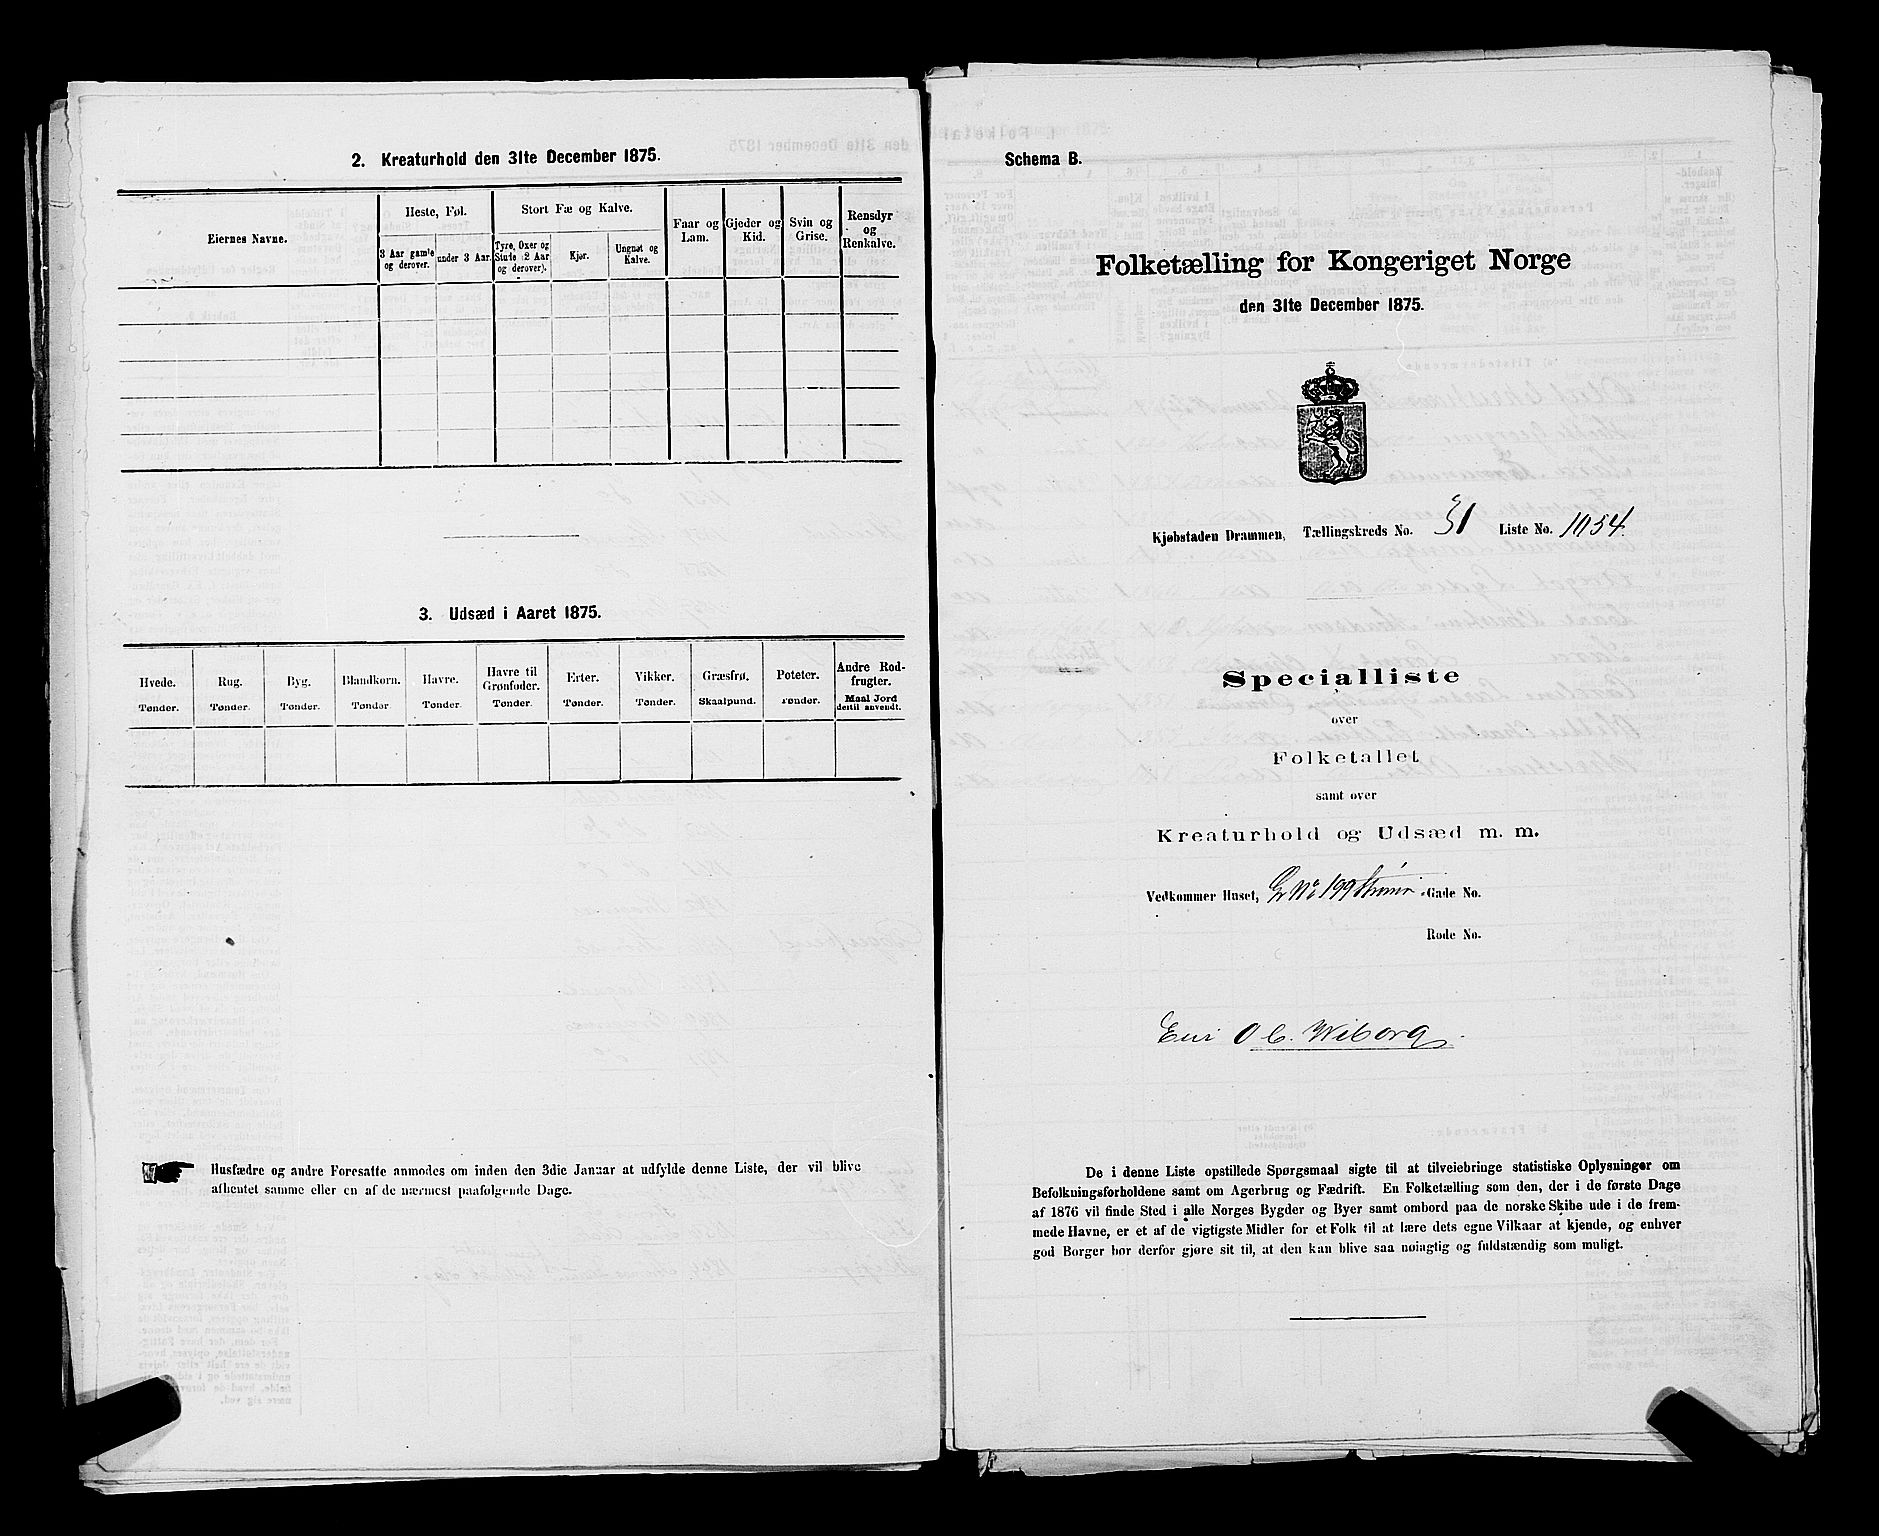 2. Kreaturhold den 31te December 1875.
Eiernes Navne.
Heste, Føl.
Stort Fæ og Kalve.
3 Aar gamle og derover.
under 3 Aar.
Tyre, Oxer og Stude (2 Aar og derover).
Kjør.
Ungnøt og Kalve.
Faar og Lam.
Gjeder og Kid.
Svin og Grise.
Rensdyr og Renkalve.
3. Udsæd i Aaret 1875.
Hvede. Rug. Byg. Blandkorn. Havre. Havre til Grønfoder. Erter. Vikker. Græsfrø. Poteter. Andre Rodfrugter.
Tønder. Tønder. Tønder. Tønder. Tønder. Tønder. Tønder. Tønder. Skaalpund. Tønder. Maal Jord dertil anvendt.
Husfædre og andre Foresatte anmodes om inden den 3die Januar at udfylde denne Liste, der vil blive
afhentet samme eller en af de nærmest paafølgende Dage.
Schema B.
Folketælling for Kongeriget Norge
den 31te December 1875.
Kjøbstaden Drammen, Tællingskreds No. 31 Liste No. 1054.
Specialliste
over
Folketallet
samt over
Kreaturhold og Udsæd m. m.
Vedkommer Huset, Gr No 199 Gade No.
Rode No.
Eier O C. Wiborg.
De i denne Liste opstillede Spørgsmaal sigte til at tilveiebringe statistiske Oplysninger om
Befolkningsforholdene samt om Agerbrug og Fædrift. En Folketælling som den, der i de første Dage
af 1876 vil finde Sted i alle Norges Bygder og Byer samt ombord paa de norske Skibe ude i de frem-
mede Havne, er et af de vigtigste Midler for et Folk til at lære dets egne Vilkaar at kjende, og enhver
god Borger bør derfor gjøre sit til, at den kan blive saa nøiagtig og fuldstændig som muligt.